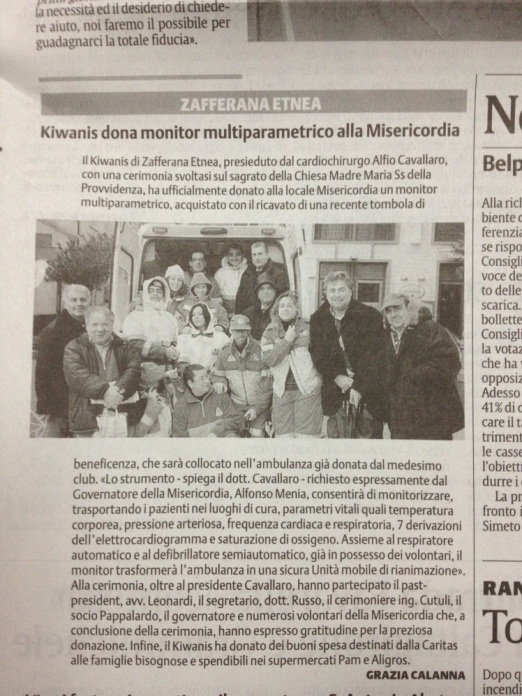 la necessità ed il desiderio di chiede-
re aiuto, noi faremo il possibile per
guadagnarci la totale fiducia».
ZAFFERANA ETNEA
Kiwanis dona monitor multiparametrico alla Misericordia
Il Kiwanis di Zafferana Etnea, presieduto dal cardiochirurgo Alfio Cavallaro,
con una cerimonia svoltasi sul sagrato della Chiesa Madre Maria Ss della
Provvidenza, ha ufficialmente donato alla locale Misericordia un monitor
multiparametrico, acquistato con il ricavato di una recente tombola di
beneficenza, che sarà collocato nell'ambulanza già donata dal medesimo
club. «Lo strumento - spiega il dott. Cavallaro - richiesto espressamente dal
Governatore della Misericordia, Alfonso Menia, consentirà di monitorizzare,
trasportando i pazienti nei luoghi di cura, parametri vitali quali temperatura
corporea, pressione arteriosa, frequenza cardiaca e respiratoria, 7 derivazioni
dell'elettrocardiogramma e saturazione di ossigeno. Assieme al respiratore
automatico e al defibrillatore semiautomatico, già in possesso dei volontari, il
monitor trasformerà l'ambulanza in una sicura Unità mobile di rianimazione».
Alla cerimonia, oltre al presidente Cavallaro, hanno partecipato il past-
president, avv. Leonardi, il segretario, dott. Russo, il cerimoniere ing. Cutuli, il
socio Pappalardo, il governatore e numerosi volontari della Misericordia che, a
conclusione della cerimonia, hanno espresso gratitudine per la preziosa
donazione. Infine, il Kiwanis ha donato dei buoni spesa destinati dalla Caritas
alle famiglie bisognose e spendibili nei supermercati Pam e Aligros.
GRAZIA CALANNA
Belp
Alla rich
biente c
ferenzia
se rispo
Consigli
voce de
to delle
scarica.
bollette
Consigli
la votaz
che ha
opposiz
Adesso
41% di c
care il ta
triment
le casse
l'obietti
durre i
La pr
fronto i
Simeto
RAN
To
Dopo q
incendi